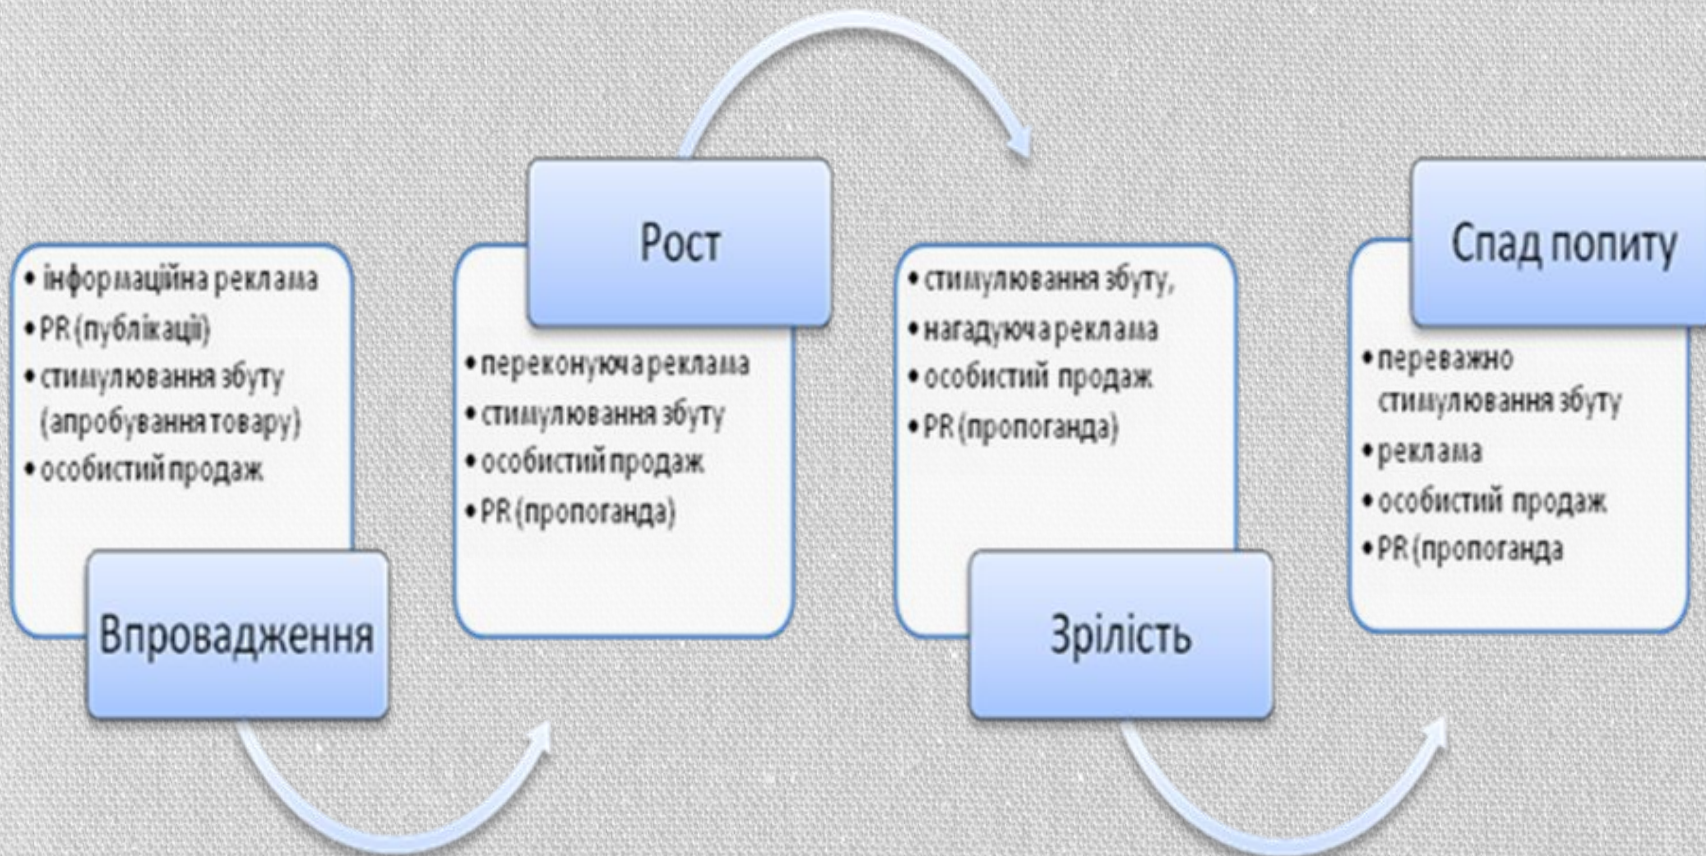 • інформаційна реклама
• PR (публікації)
• стимулювання збуту
(апробування товару)
• особистий продаж
Впровадження
Рост
• переконуюча реклама
• стимулювання збуту
• особистий продаж
• PR (пропоганда)
• стимулювання збуту,
• нагадуюча реклама
• особистий продаж
• PR (пропоганда)
Зрілість
Спад попиту
• переважно
стимулювання збуту
• реклама
• особистий продаж
• PR (пропоганда